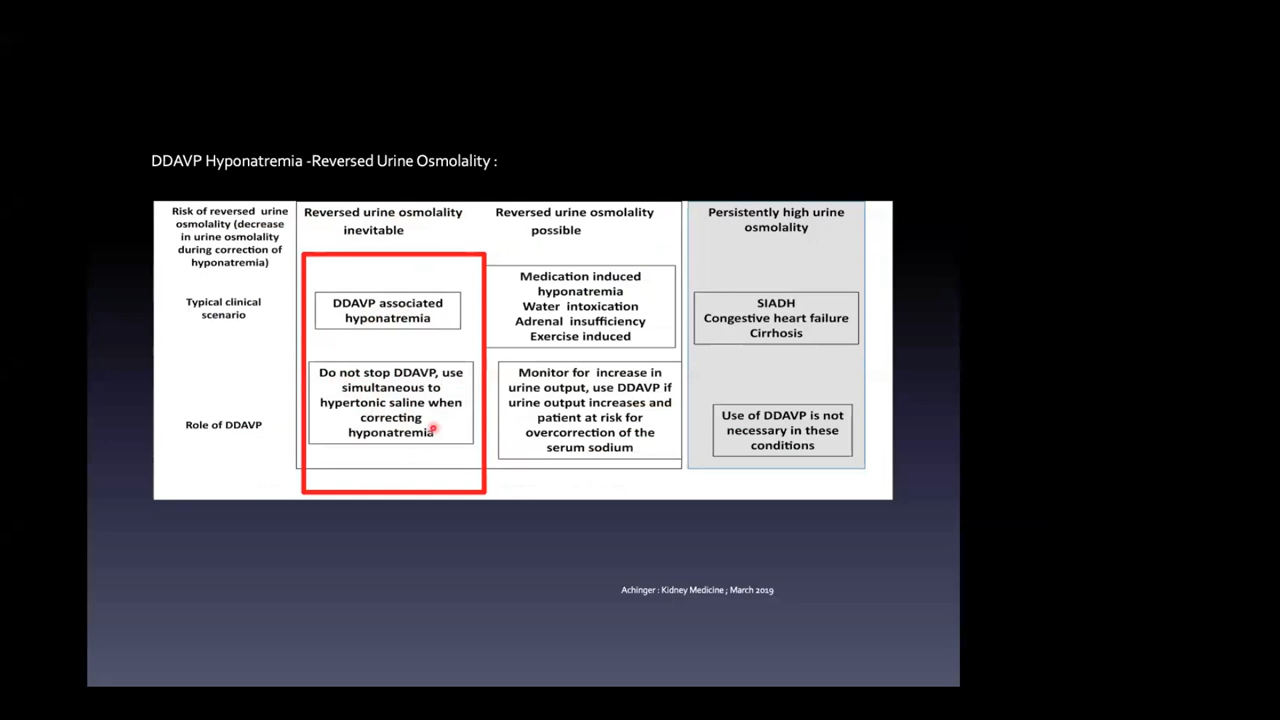 DDAVP Hyponatremia -Reversed Urine Osmolality :
Risk of reversed urine
osmolality (decrease
in urine osmolality
during correction of
hyponatremia)
Reversed urine osmolality
inevitable
Reversed urine osmolality
possible
Persistently high urine
osmolality
Typical clinical
scenario
DDAVP associated
hyponatremia
Medication induced
hyponatremia
Water intoxication
Adrenal insufficiency
Exercise induced
SIADH
Congestive heart failure
Cirrhosis
Role of DDAVP
Do not stop DDAVP, use
simultaneous to
hypertonic saline when
correcting
hyponatremia
Monitor for increase in
urine output, use DDAVP if
urine output increases and
patient at risk for
overcorrection of the
serum sodium
Use of DDAVP is not
necessary in these
conditions
Achinger : Kidney Medicine ; March 2019